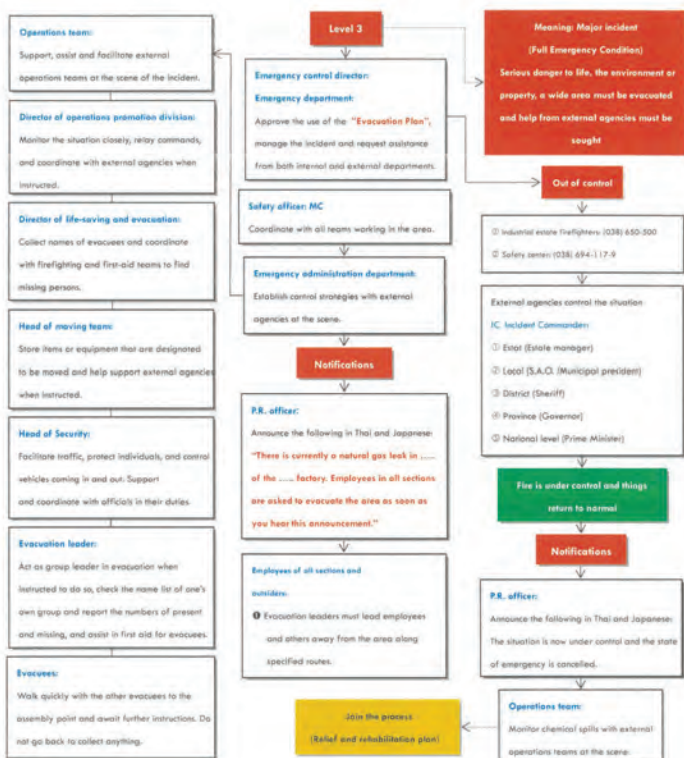 Operations team:
Support, assist and facilitate external
operations teams at the scene of the incident.
Director of operations promotion division:
Monitor the situation closely, relay commands,
and coordinate with external agencies when
instructed.
Director of life-saving and evacuation:
Collect names of evacuees and coordinate
with firefighting and first-aid teams to find
missing persons.
Head of moving team:
Store items or equipment that are designated
to be moved and help support external agencies
when instructed.
Head of Security:
Facilitate traffic, protect individuals, and control
vehicles coming in and out. Support
and coordinate with officials in their duties.
Evacuation leader:
Act as group leader in evacuation when
instructed to do so, check the name list of one's
own group and report the numbers of present
and missing, and assist in first aid for evacuees.
Evacuees:
Walk quickly with the other evacuees to the
assembly point and await further instructions. Do
not go back to collect anything.
Level 3
Emergency control director:
Emergency department:
Approve the use of the "Evacuation Plan",
manage the incident and request assistance
from both internal and external departments.
Safety officer: MC
Coordinate with all teams working in the area.
Emergency administration department:
Establish control strategies with external
agencies at the scene.
Notifications
P.R. officer:
Announce the following in Thai and Japanese:
"There is currently a natural gas leak in .....
of the ..... factory. Employees in all sections
are asked to evacuate the area as soon as
you hear this announcement."
Employees of all sections and
outsiders:
❶ Evacuation leaders must lead employees
and others away from the area along
specified routes.
Join the process
(Relief and rehabilitation plan)
Meaning: Major incident
(Full Emergency Condition)
Serious danger to life, the environment or
property, a wide area must be evacuated
and help from external agencies must be
sought
Out of control
① Industrial estate firefighters: (038) 650-500
② Safety center: (038) 694-117-9
External agencies control the situation
IC Incident Commander:
① Estat (Estate manager)
② Local (S.A.O. /Municipal president)
③ District (Sheriff)
④ Province (Governor)
⑤ National level (Prime Minister)
Fire is under control and things
return to normal
Notifications
P.R. officer:
Announce the following in Thai and Japanese:
The situation is now under control and the state
of emergency is cancelled.
Operations team:
Monitor chemical spills with external
operations teams at the scene.